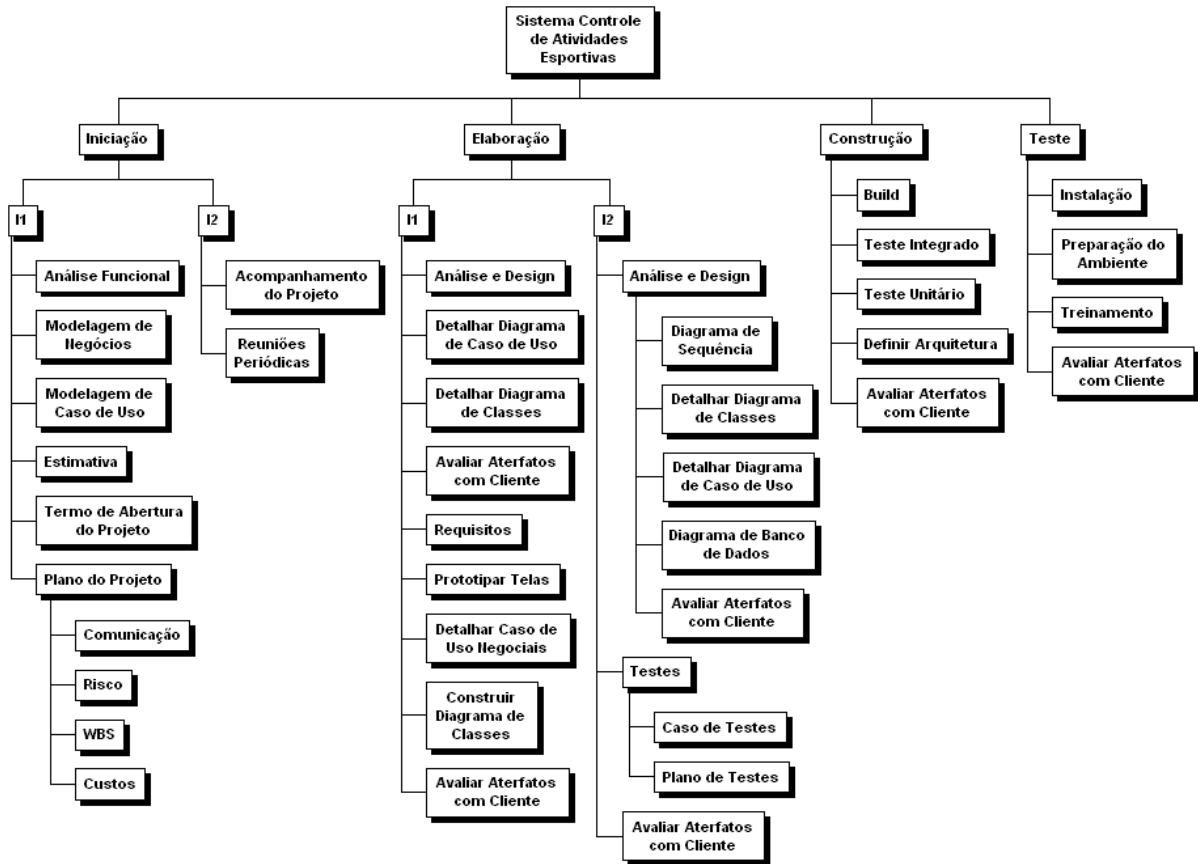 Sistema Controle
de Atividades
Esportivas
Iniciação
I1
Análise Funcional
Modelagem de
Negócios
Modelagem de
Caso de Uso
Estimativa
Termo de Abertura
do Projeto
Plano do Projeto
Comunicação
Risco
WBS
Custos
I2
Acompanhamento
do Projeto
Reuniões
Periódicas
Elaboração
I1
Análise e Design
Detalhar Diagrama
de Caso de Uso
Detalhar Diagrama
de Classes
Avaliar Aterfatos
com Cliente
Requisitos
Prototipar Telas
Detalhar Caso de
Uso Negociais
Construir
Diagrama de
Classes
Avaliar Aterfatos
com Cliente
I2
Análise e Design
Diagrama de
Sequência
Detalhar Diagrama
de Classes
Detalhar Diagrama
de Caso de Uso
Diagrama de Banco
de Dados
Avaliar Aterfatos
com Cliente
Testes
Caso de Testes
Plano de Testes
Avaliar Aterfatos
com Cliente
Construção
Build
Teste Integrado
Teste Unitário
Definir Arquitetura
Avaliar Aterfatos
com Cliente
Teste
Instalação
Preparação do
Ambiente
Treinamento
Avaliar Aterfatos
com Cliente